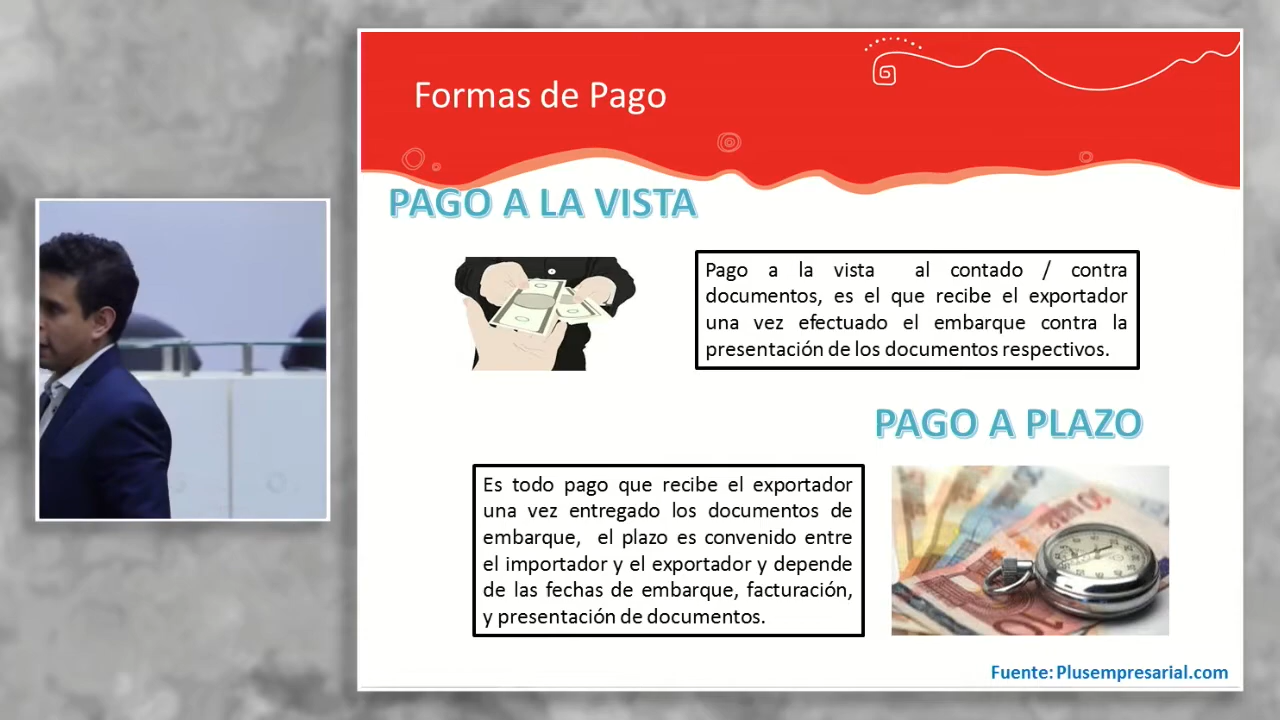 Formas de Pago
PAGO A LA VISTA
Pago a la vista al contado / contra
documentos, es el que recibe el exportador
una vez efectuado el embarque contra la
presentación de los documentos respectivos.
PAGO A PLAZO
Es todo pago que recibe el exportador
una vez entregado los documentos de
embarque, el plazo es convenido entre
el importador y el exportador y depende
de las fechas de embarque, facturación,
y presentación de documentos.
10
Fuente: Plusempresarial.com